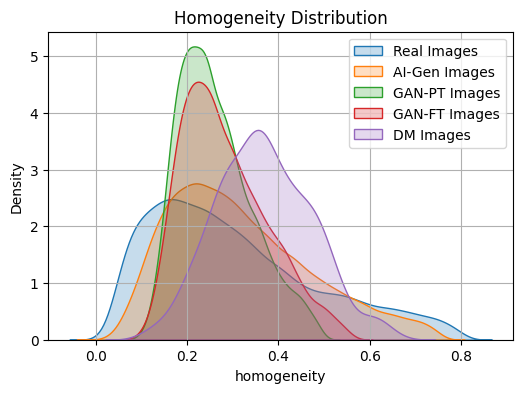 Homogeneity Distribution
Real Images
AI-Gen Images
GAN-PT Images
GAN-FT Images
DM Images
Density
5
4
3
2
1
0
0.0 0.2 0.4 0.6 0.8
homogeneity